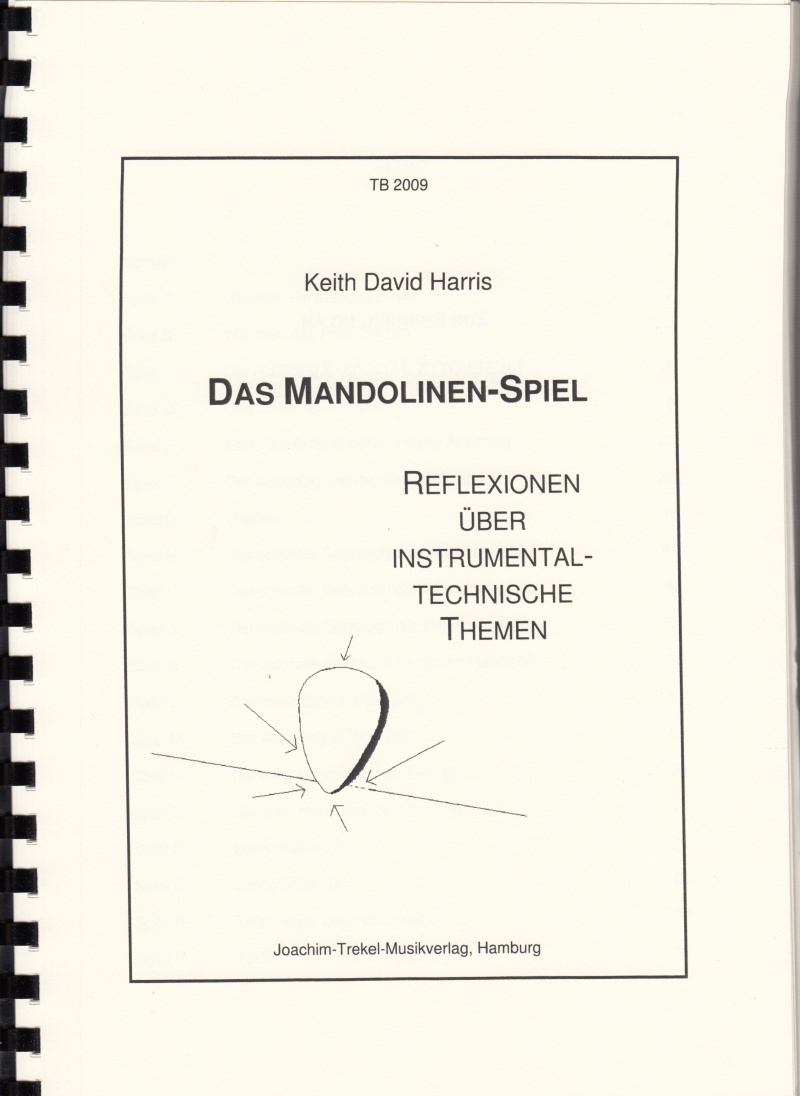 TB 2009
Keith David Harris
DAS MANDOLINEN-SPIEL
REFLEXIONEN
ÜBER
INSTRUMENTAL-
TECHNISCHE
THEMEN
Joachim-Trekel-Musikverlag, Hamburg